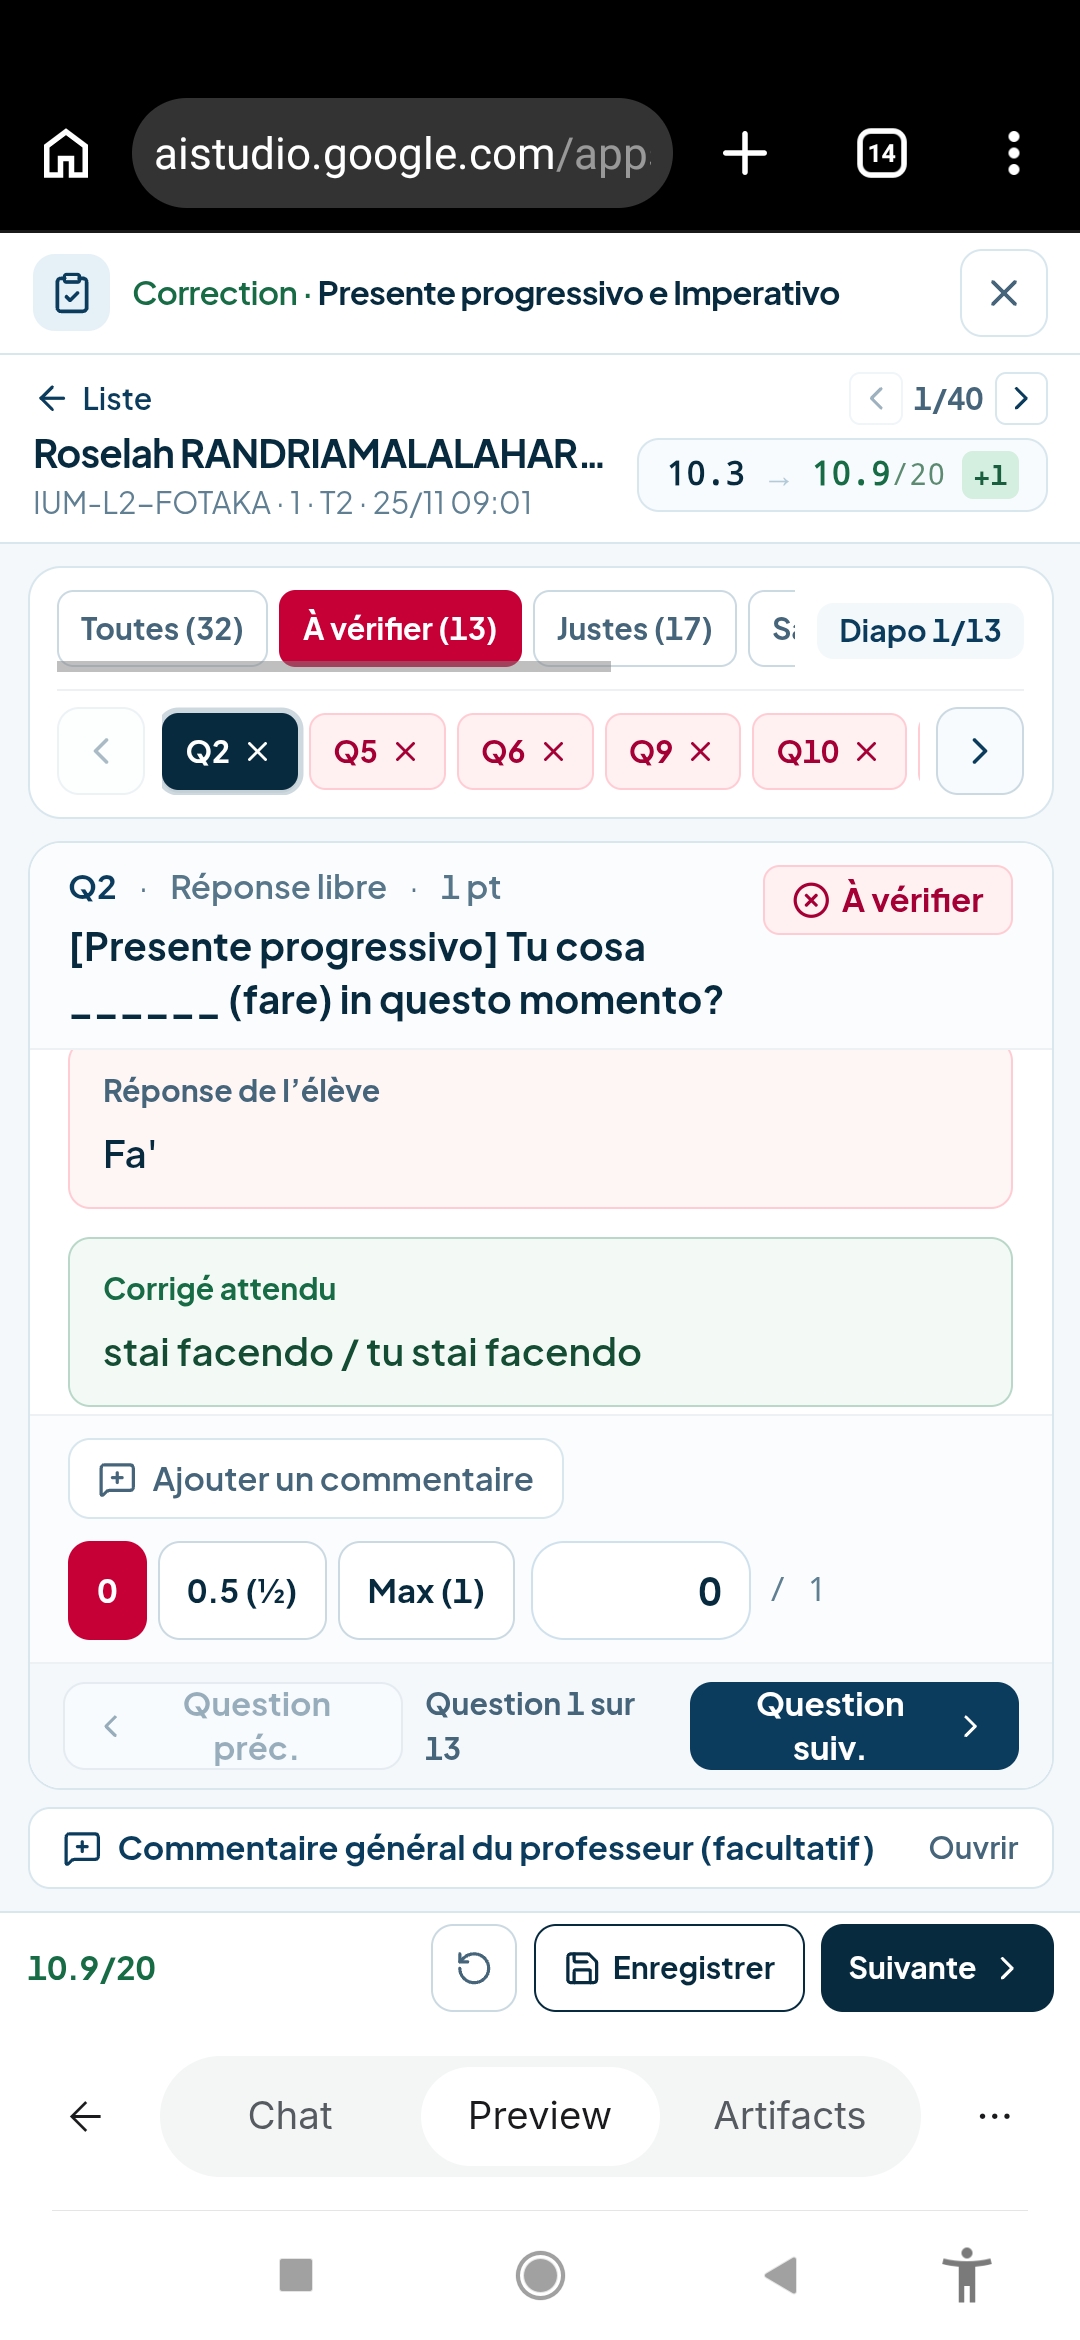 aistudio.google.com/app
14
Correction · Presente progressivo e Imperativo
Liste
1/40
Roselah RANDRIAMALALAHAR...
10.3 → 10.9/20 +1
IUM-L2-FOTAKA · 1 · T2 · 25/11 09:01
Toutes (32)
À vérifier (13)
Justes (17)
Diapo 1/13
Q2
Q5
Q6
Q9
Q10
Q2 · Réponse libre · 1 pt
À vérifier
[Presente progressivo] Tu cosa
______ (fare) in questo momento?
Réponse de l’élève
Fa'
Corrigé attendu
stai facendo / tu stai facendo
Ajouter un commentaire
0
0.5 (½)
Max (1)
0 / 1
Question préc.
Question 1 sur 13
Question suiv.
Commentaire général du professeur (facultatif)
Ouvrir
10.9/20
Enregistrer
Suivante
Chat
Preview
Artifacts